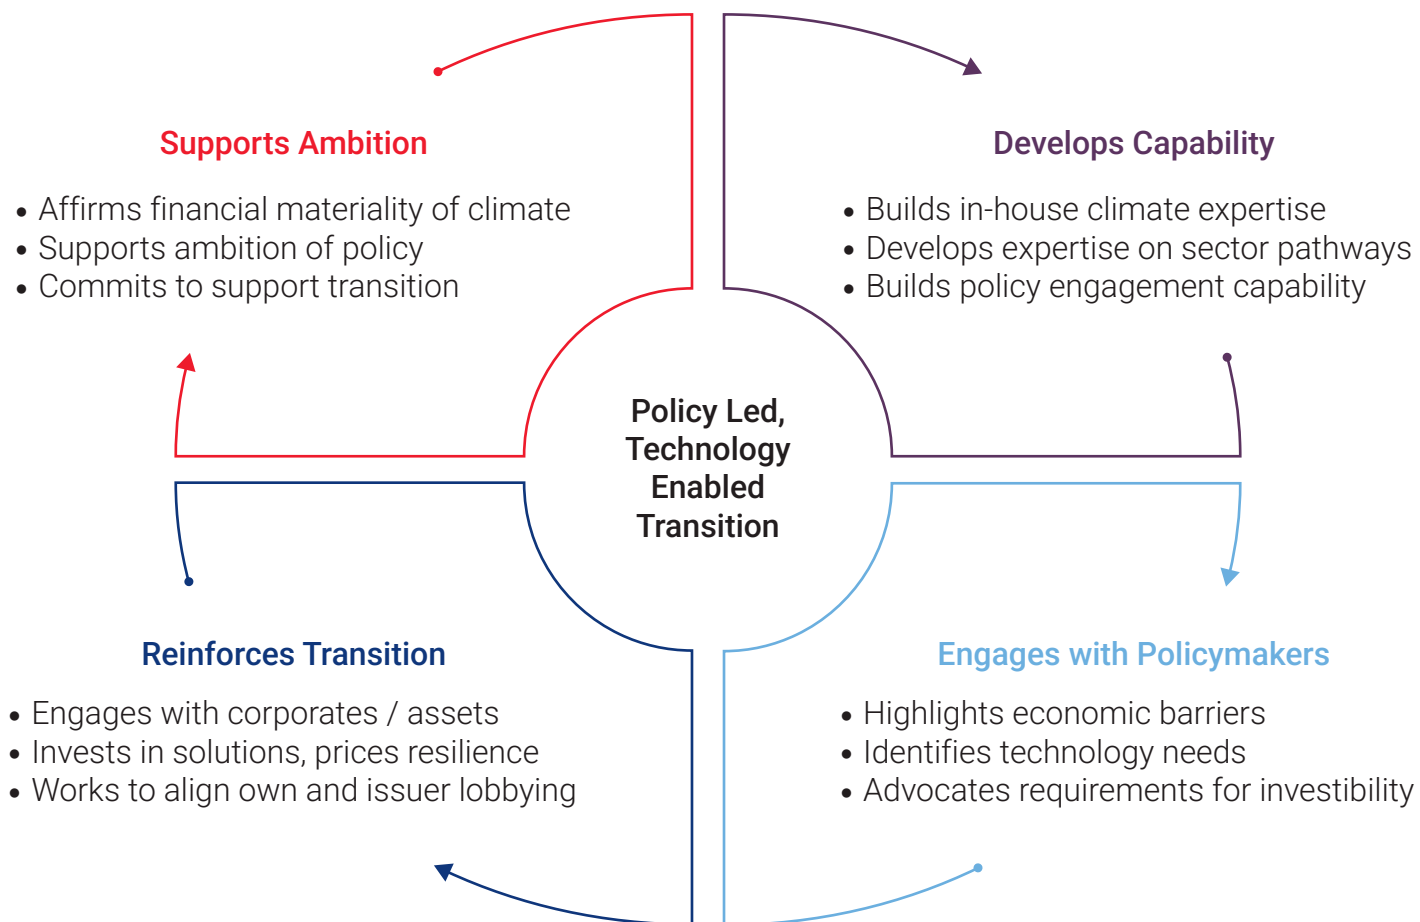 Supports Ambition
• Affirms financial materiality of climate
• Supports ambition of policy
• Commits to support transition
Develops Capability
• Builds in-house climate expertise
• Develops expertise on sector pathways
• Builds policy engagement capability
Policy Led,
Technology
Enabled
Transition
Reinforces Transition
• Engages with corporates / assets
• Invests in solutions, prices resilience
• Works to align own and issuer lobbying
Engages with Policymakers
• Highlights economic barriers
• Identifies technology needs
• Advocates requirements for investibility